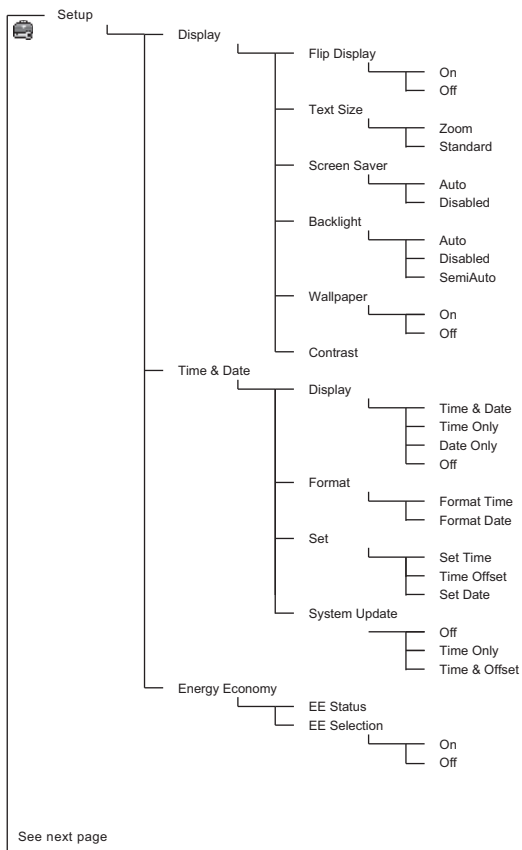 Setup
Display
Flip Display
On
Off
Text Size
Zoom
Standard
Screen Saver
Auto
Disabled
Backlight
Auto
Disabled
SemiAuto
Wallpaper
On
Off
Contrast
Time & Date
Display
Time & Date
Time Only
Date Only
Off
Format
Format Time
Format Date
Set
Set Time
Time Offset
Set Date
System Update
Off
Time Only
Time & Offset
Energy Economy
EE Status
EE Selection
On
Off
See next page